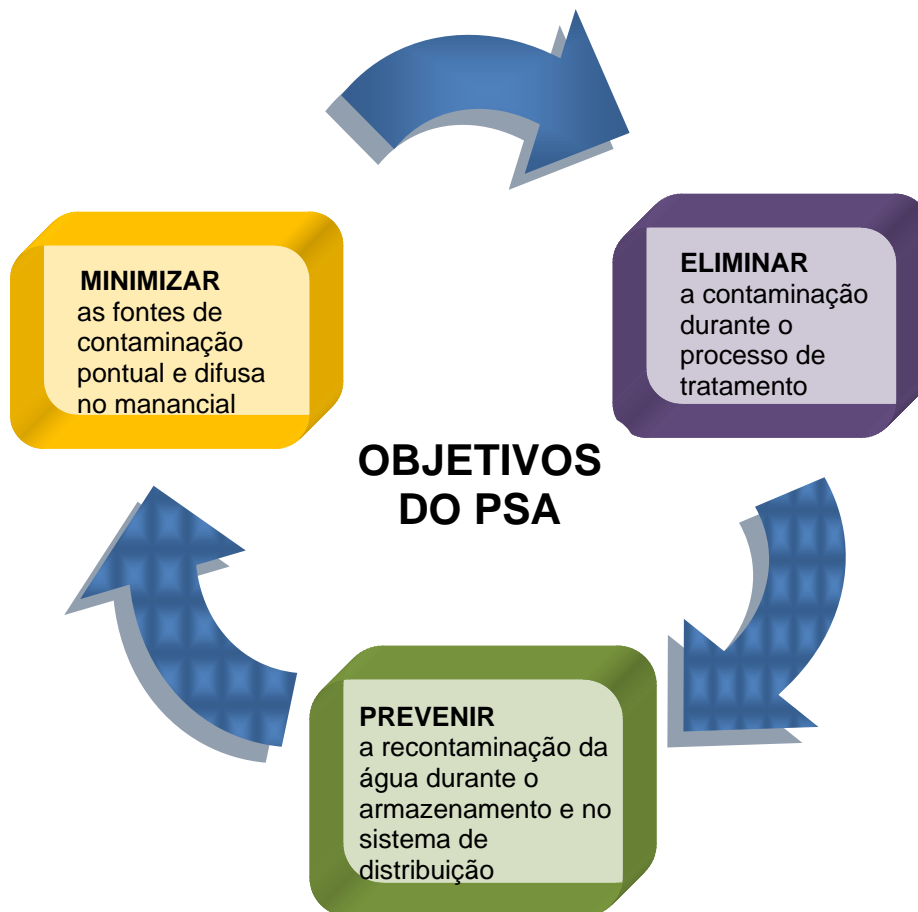 MINIMIZAR
as fontes de
contaminação
pontual e difusa
no manancial
ELIMINAR
a contaminação
durante o
processo de
tratamento
OBJETIVOS
DO PSA
PREVENIR
a recontaminação da
água durante o
armazenamento e no
sistema de
distribuição